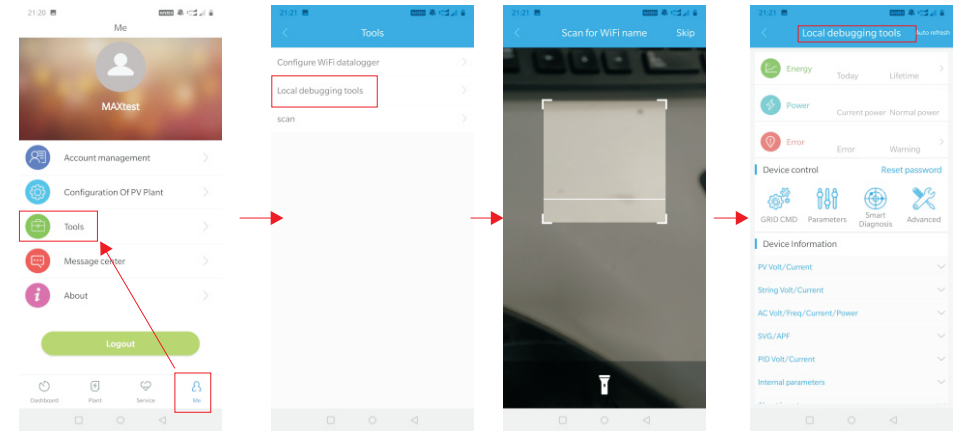 21:20
Me
MAXtest
Account management
Configuration Of PV Plant
Tools
Message center
About
Logout
Dashboard
Plant
Service
Me
21:21
Tools
Configure WiFi datalogger
Local debugging tools
scan
21:21
Scan for WiFi name
Skip
21:21
Local debugging tools
Auto refresh
Energy
Today
Lifetime
Power
Current power
Normal power
Error
Error
Warning
Device control
Reset password
GRID CMD
Parameters
Smart
Diagnosis
Advanced
Device Information
PV Volt/Current
String Volt/Current
AC Volt/Freq/Current/Power
SVG/APF
PID Volt/Current
Internal parameters